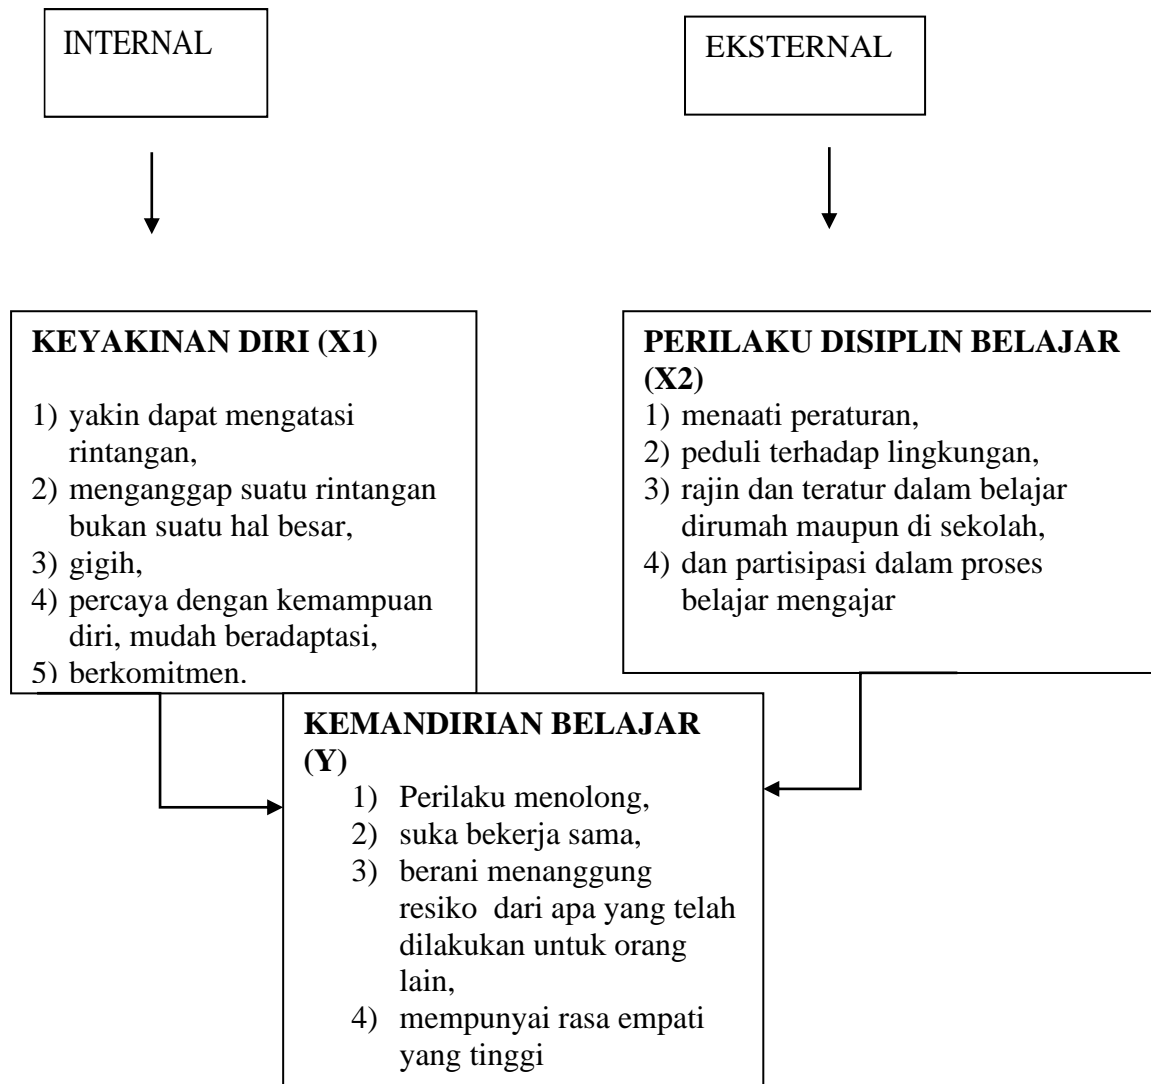 INTERNAL
EKSTERNAL
KEYAKINAN DIRI (X1)
1) yakin dapat mengatasi
rintangan,
2) menganggap suatu rintangan
bukan suatu hal besar,
3) gigih,
4) percaya dengan kemampuan
diri, mudah beradaptasi,
5) berkomitmen.
PERILAKU DISIPLIN BELAJAR
(X2)
1) menaati peraturan,
2) peduli terhadap lingkungan,
3) rajin dan teratur dalam belajar
dirumah maupun di sekolah,
4) dan partisipasi dalam proses
belajar mengajar
KEMANDIRIAN BELAJAR
(Y)
1) Perilaku menolong,
2) suka bekerja sama,
3) berani menanggung
resiko dari apa yang telah
dilakukan untuk orang
lain,
4) mempunyai rasa empati
yang tinggi